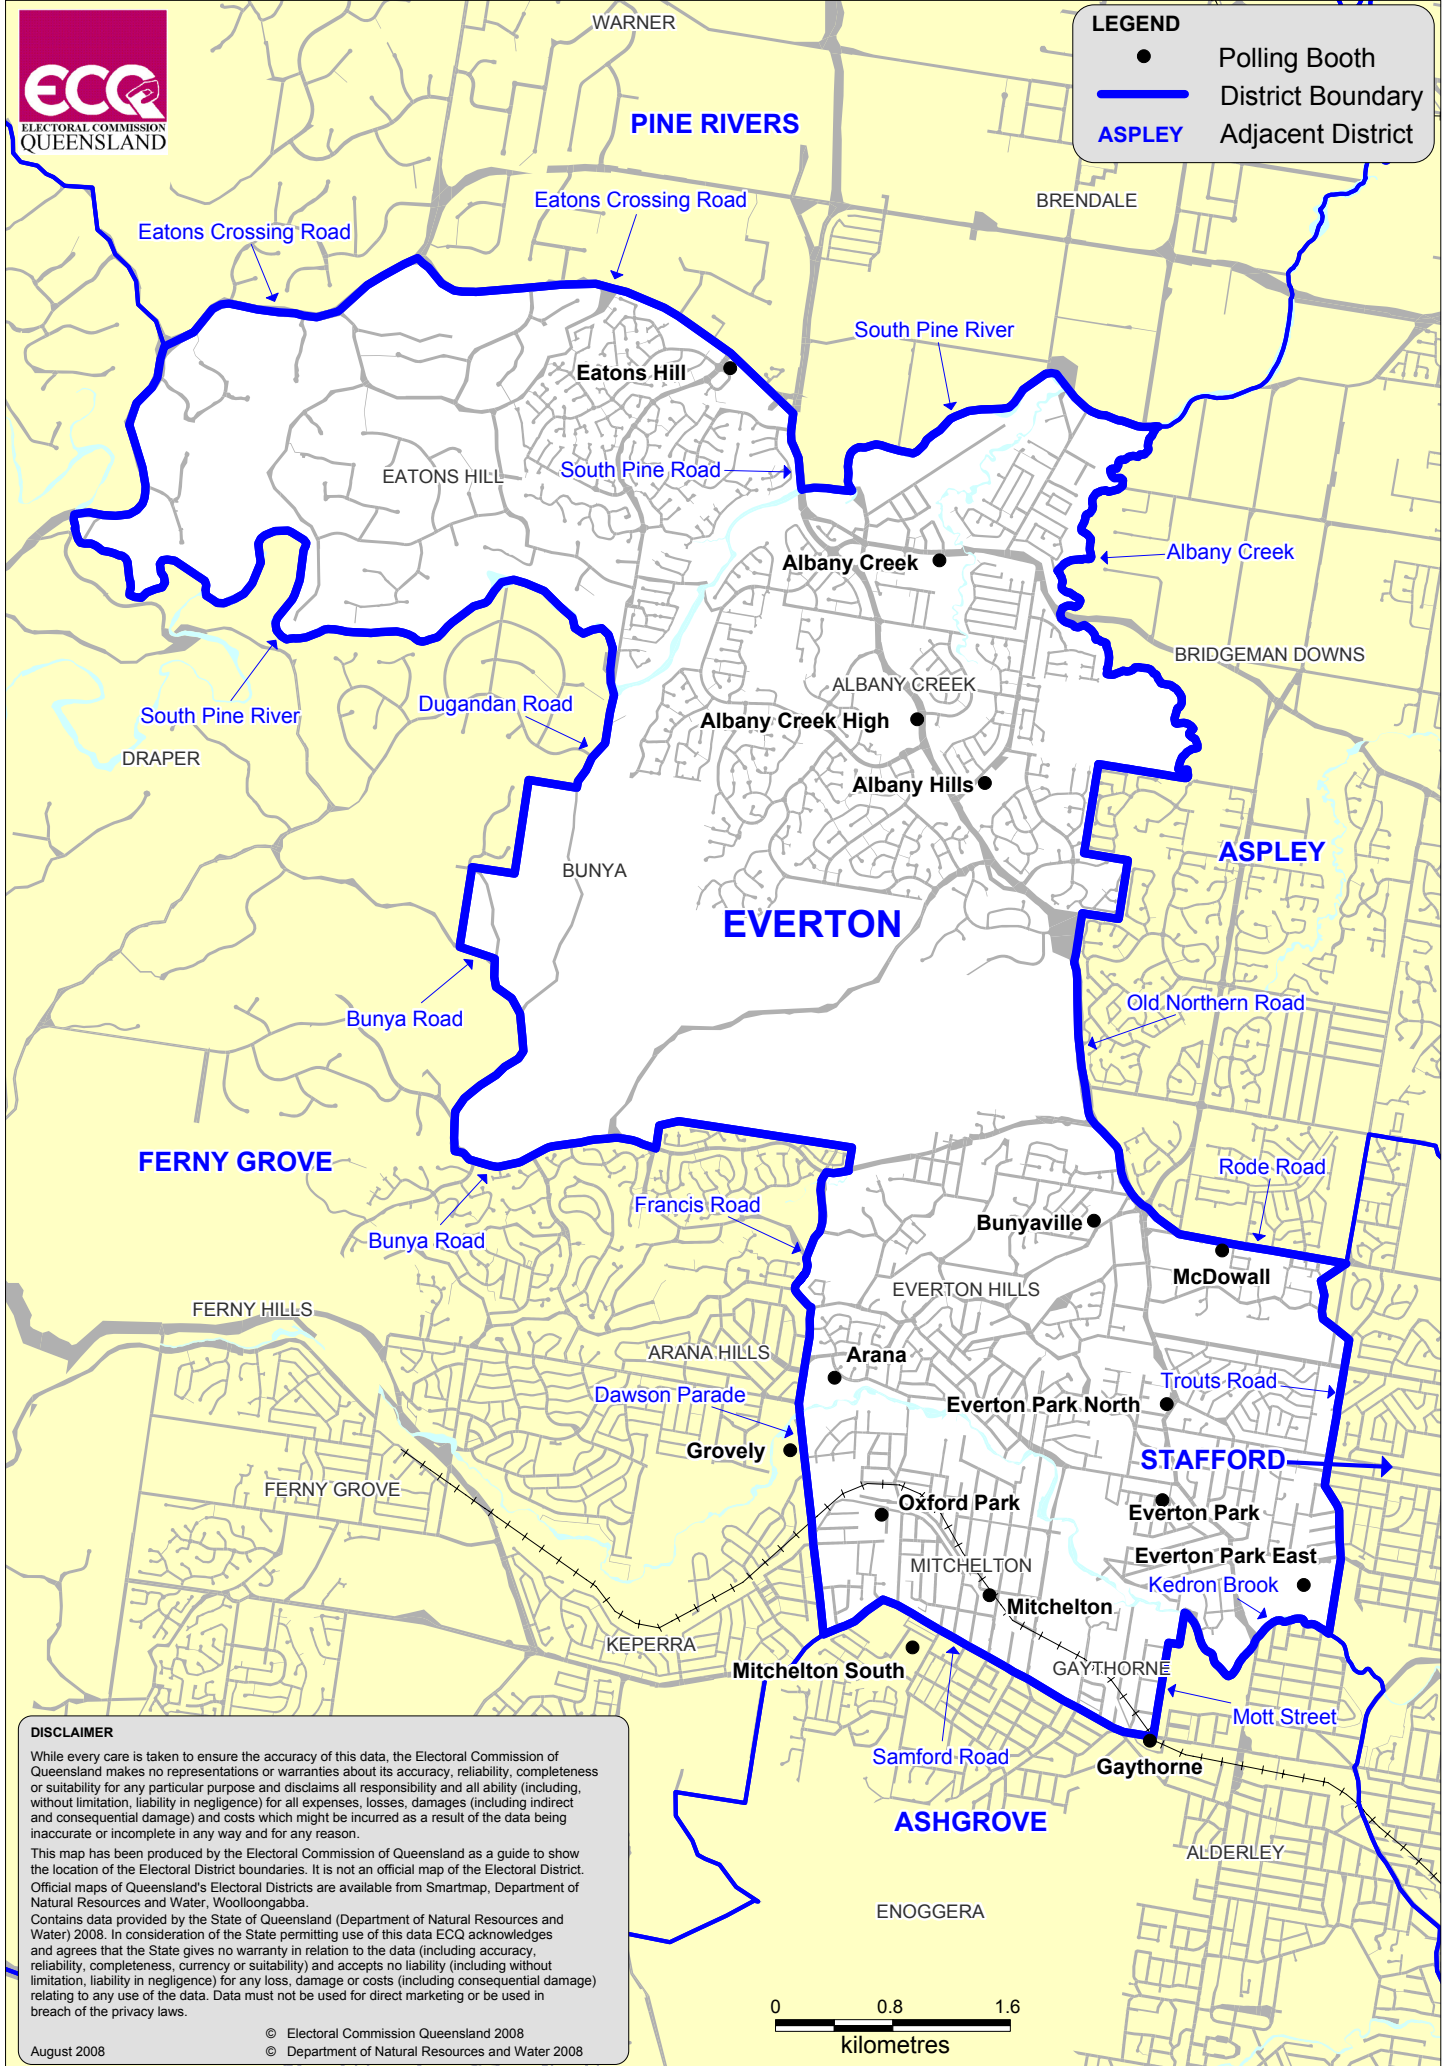 WARNER
LEGEND
Polling Booth
District Boundary
ASPLEY Adjacent District
ECQ
ELECTORAL COMMISSION
QUEENSLAND
PINE RIVERS
Eatons Crossing Road
BRENDALE
Eatons Crossing Road
South Pine River
Eatons Hill
EATONS HILL
South Pine Road
Albany Creek
Albany Creek
BRIDGEMAN DOWNS
ALBANY CREEK
South Pine River
Dugandan Road
Albany Creek High
DRAPER
Albany Hills
ASPLEY
BUNYA
EVERTON
Old Northern Road
Bunya Road
FERNY GROVE
Rode Road
Francis Road
Bunyaville
Bunya Road
McDowall
EVERTON HILLS
FERNY HILLS
ARANA HILLS
Arana
Trouts Road
Dawson Parade
Everton Park North
Grovely
STAFFORD
FERNY GROVE
Oxford Park
Everton Park
Everton Park East
MITCHELTON
Kedron Brook
Mitchelton
KEPERRA
Mitchelton South
GAYTHORNE
Mott Street
Samford Road
Gaythorne
ASHGROVE
ALDERLEY
ENOGGERA
DISCLAIMER
While every care is taken to ensure the accuracy of this data, the Electoral Commission of
Queensland makes no representations or warranties about its accuracy, reliability, completeness
or suitability for any particular purpose and disclaims all responsibility and all ability (including,
without limitation, liability in negligence) for all expenses, losses, damages (including indirect
and consequential damage) and costs which might be incurred as a result of the data being
inaccurate or incomplete in any way and for any reason.
This map has been produced by the Electoral Commission of Queensland as a guide to show
the location of the Electoral District boundaries. It is not an official map of the Electoral District.
Official maps of Queensland's Electoral Districts are available from Smartmap, Department of
Natural Resources and Water, Woolloongabba.
Contains data provided by the State of Queensland (Department of Natural Resources and
Water) 2008. In consideration of the State permitting use of this data ECQ acknowledges
and agrees that the State gives no warranty in relation to the data (including accuracy,
reliability, completeness, currency or suitability) and accepts no liability (including without
limitation, liability in negligence) for any loss, damage or costs (including consequential damage)
relating to any use of the data. Data must not be used for direct marketing or be used in
breach of the privacy laws.
© Electoral Commission Queensland 2008
August 2008 © Department of Natural Resources and Water 2008
0 0.8 1.6
kilometres